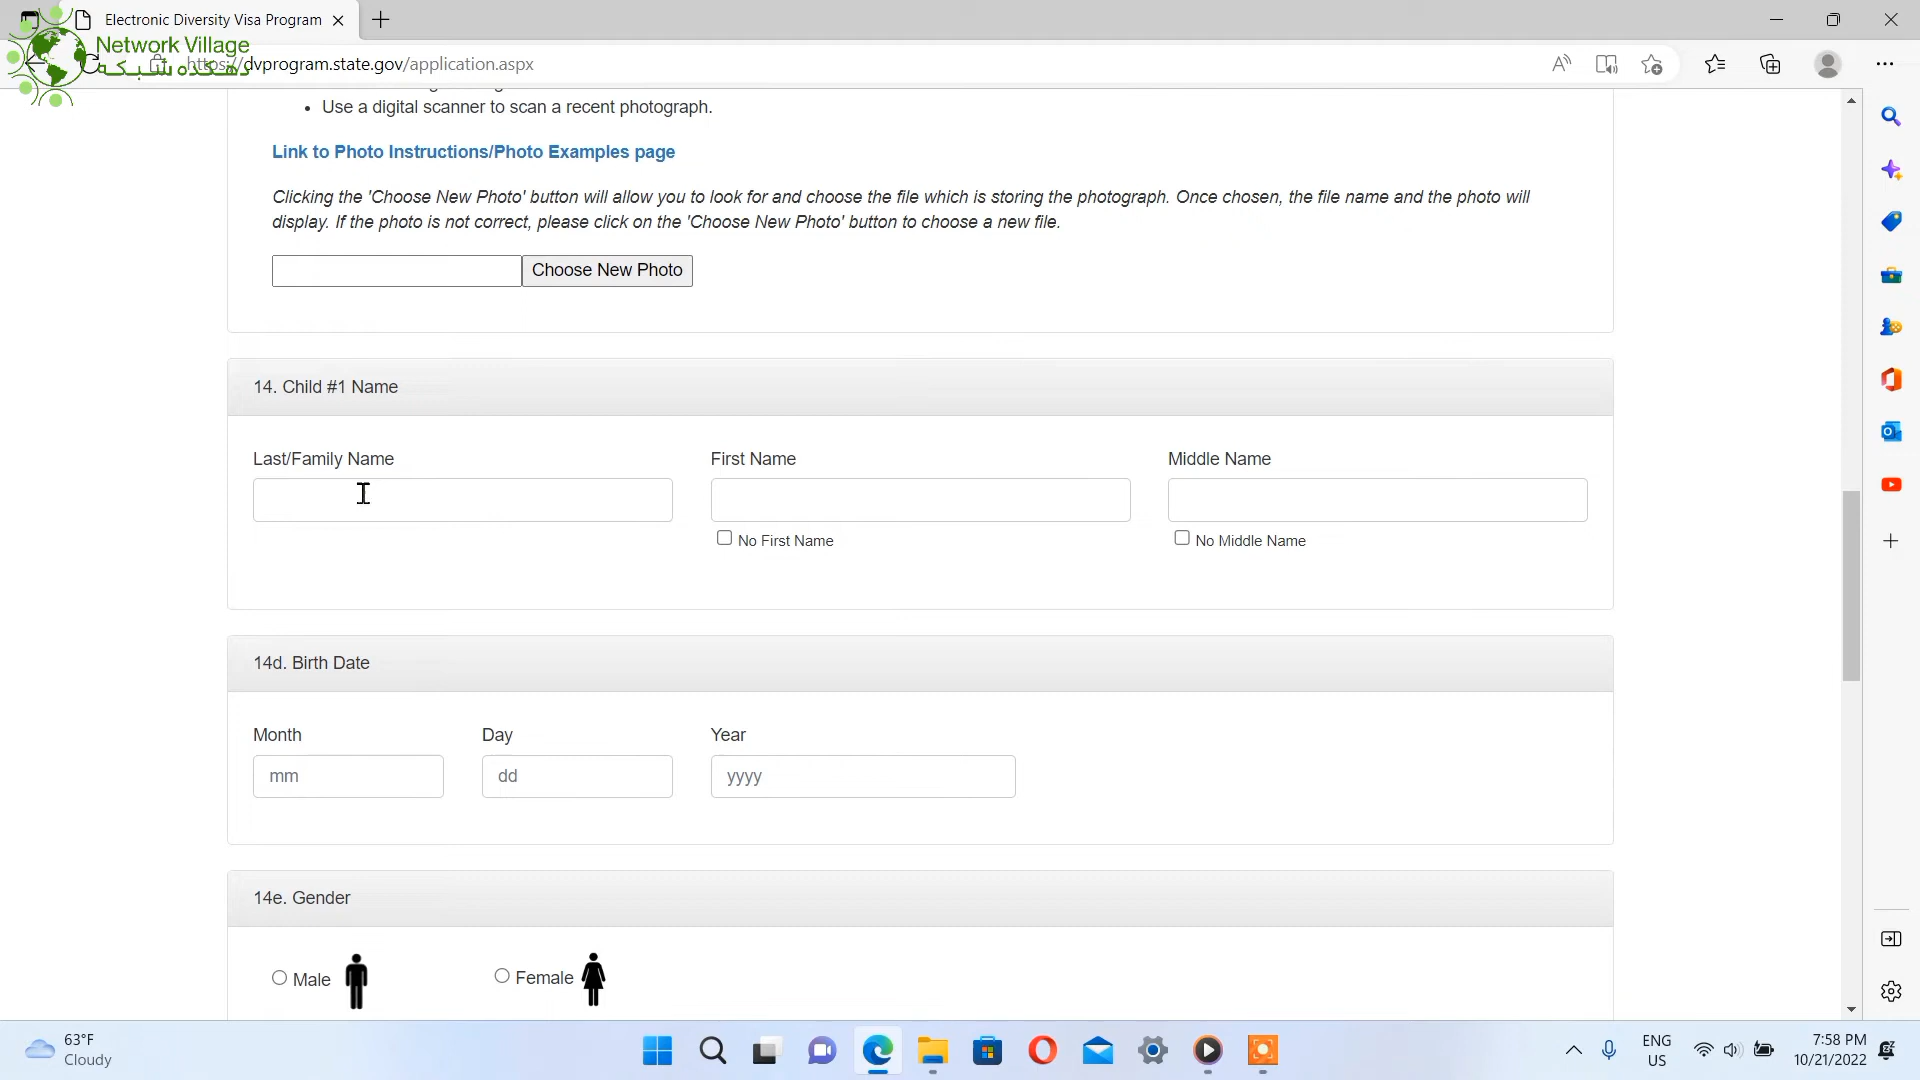 Electronic Diversity Visa Program
Network Village
دهکده شبکه
https://dvprogram.state.gov/application.aspx
Use a digital scanner to scan a recent photograph.
Link to Photo Instructions/Photo Examples page
Clicking the 'Choose New Photo' button will allow you to look for and choose the file which is storing the photograph. Once chosen, the file name and the photo will
display. If the photo is not correct, please click on the 'Choose New Photo' button to choose a new file.
Choose New Photo
14. Child #1 Name
Last/Family Name First Name Middle Name
No First Name No Middle Name
14d. Birth Date
Month Day Year
mm dd yyyy
14e. Gender
Male Female
63°F
Cloudy
ENG
US
7:58 PM
10/21/2022